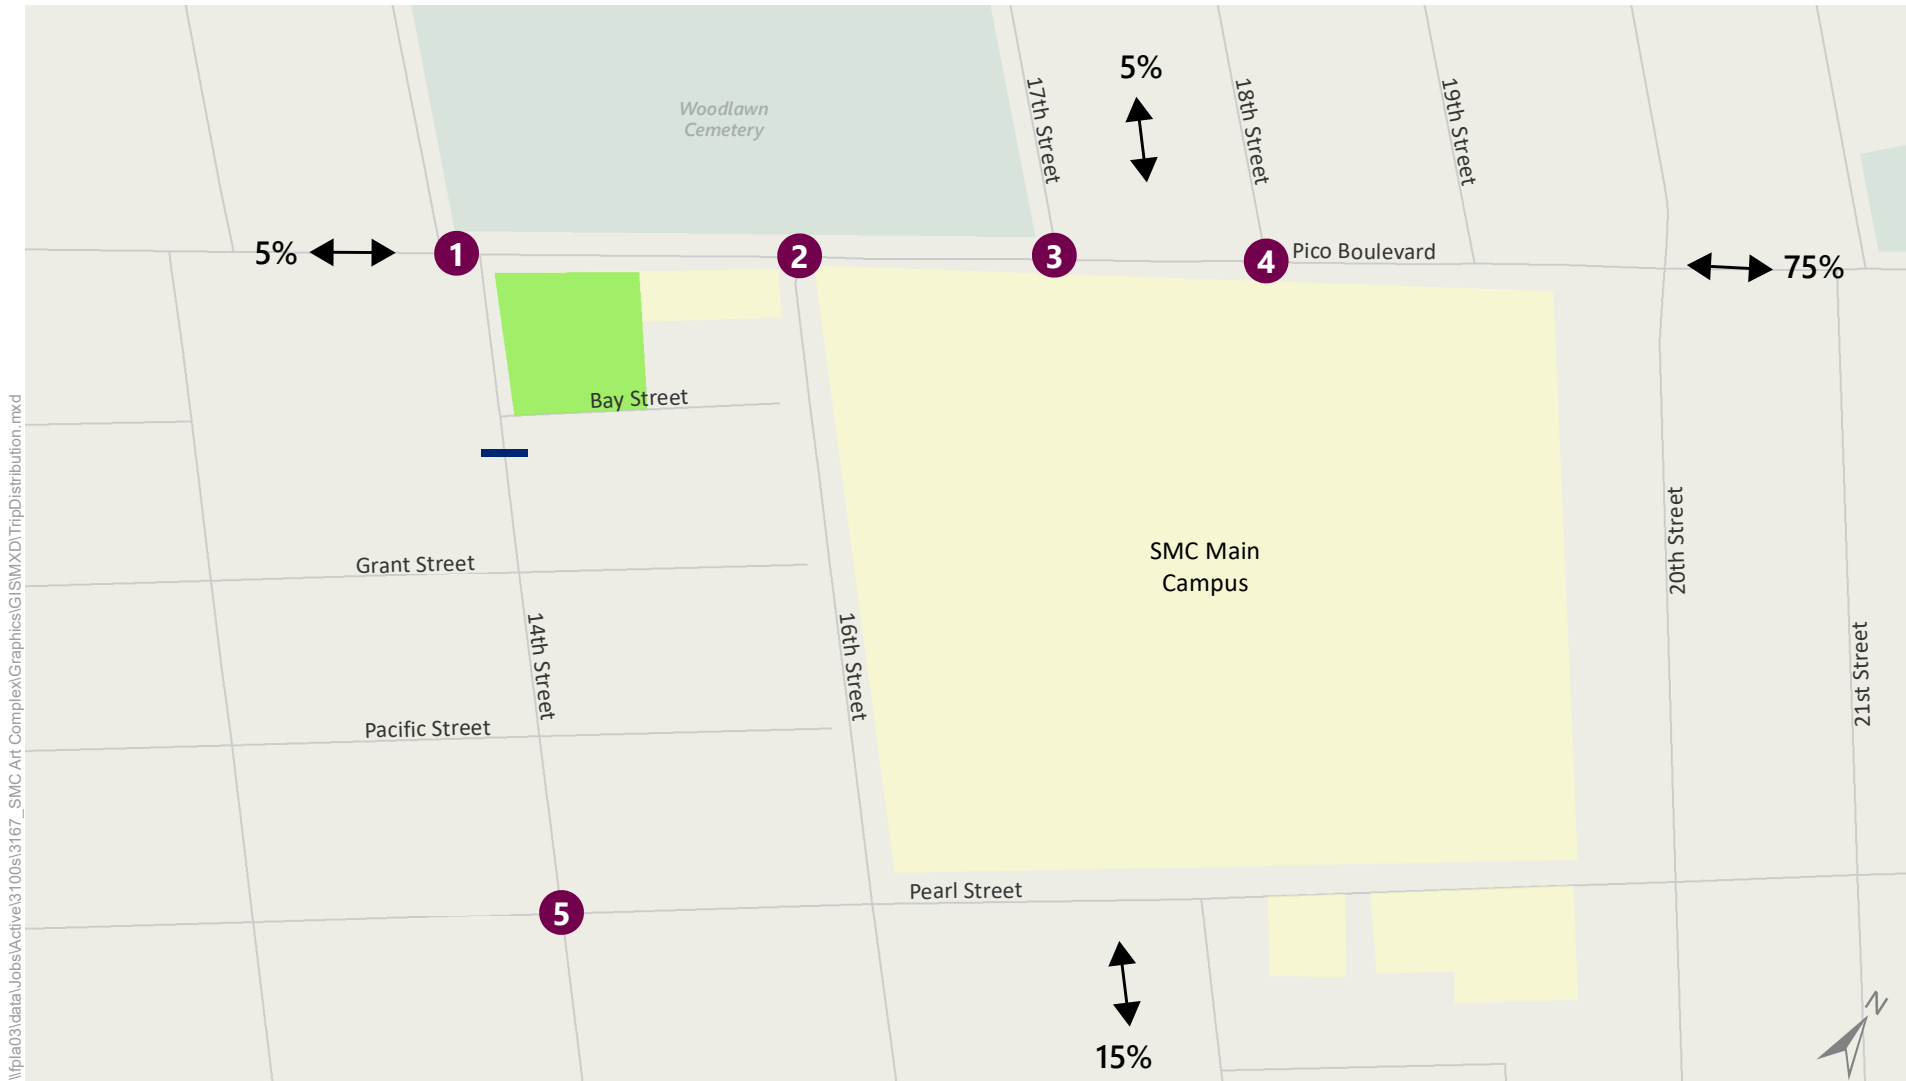 5%
17th Street
18th Street
19th Street
Woodlawn
Cemetery
5%
1
2
3
4
Pico Boulevard
75%
Bay Street
Grant Street
14th Street
16th Street
SMC Main
Campus
20th Street
21st Street
Pacific Street
Pearl Street
5
15%
N
\\fpla03\data\Jobs\Active\3100s\3167_SMC Art Complex\Graphics\GIS\MXD\TripDistribution.mxd